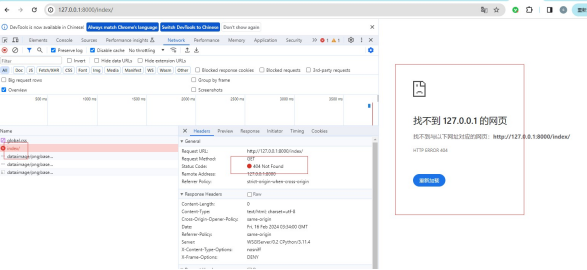 127.0.0.1:8000/index/
DevTools is now available in Chinese! Always match Chrome's language Switch DevTools to Chinese Don't show again
Elements Console Sources Performance insights Network Performance Memory Application Security
Preserve log Disable cache No throttling
Filter Invert Hide data URLs Hide extension URLs
All Doc JS Fetch/XHR CSS Font Img Media Manifest WS Wasm Other Blocked response cookies Blocked requests 3rd-party requests
Big request rows Group by frame
Overview Screenshots
500 ms 1000 ms 1500 ms 2000 ms 2500 ms 3000 ms
Name
global.css
index/
data:image/png;base...
data:image/png;base...
data:image/png;base...
Headers Preview Response Initiator Timing Cookies
General
Request URL: http://127.0.0.1:8000/index/
Request Method: GET
Status Code: 404 Not Found
Remote Address: 127.0.0.1:8000
Referrer Policy: strict-origin-when-cross-origin
Response Headers Raw
Content-Length: 0
Content-Type: text/html; charset=utf-8
Cross-Origin-Opener-Policy: same-origin
Date: Fri, 16 Feb 2024 03:54:00 GMT
Referrer-Policy: same-origin
Server: WSGIServer/0.2 CPython/3.11.4
X-Content-Type-Options: nosniff
X-Frame-Options: DENY
找不到 127.0.0.1 的网页
找不到与以下网址对应的网页: http://127.0.0.1:8000/index/
HTTP ERROR 404
重新加载